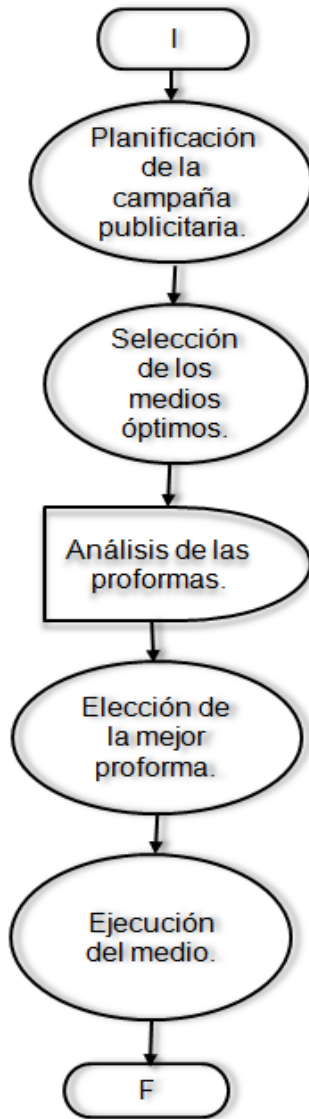 I
Planificación
de la
campaña
publicitaria.
Selección
de los
medios
óptimos.
Análisis de las
proformas.
Elección de
la mejor
proforma.
Ejecución
del medio.
F